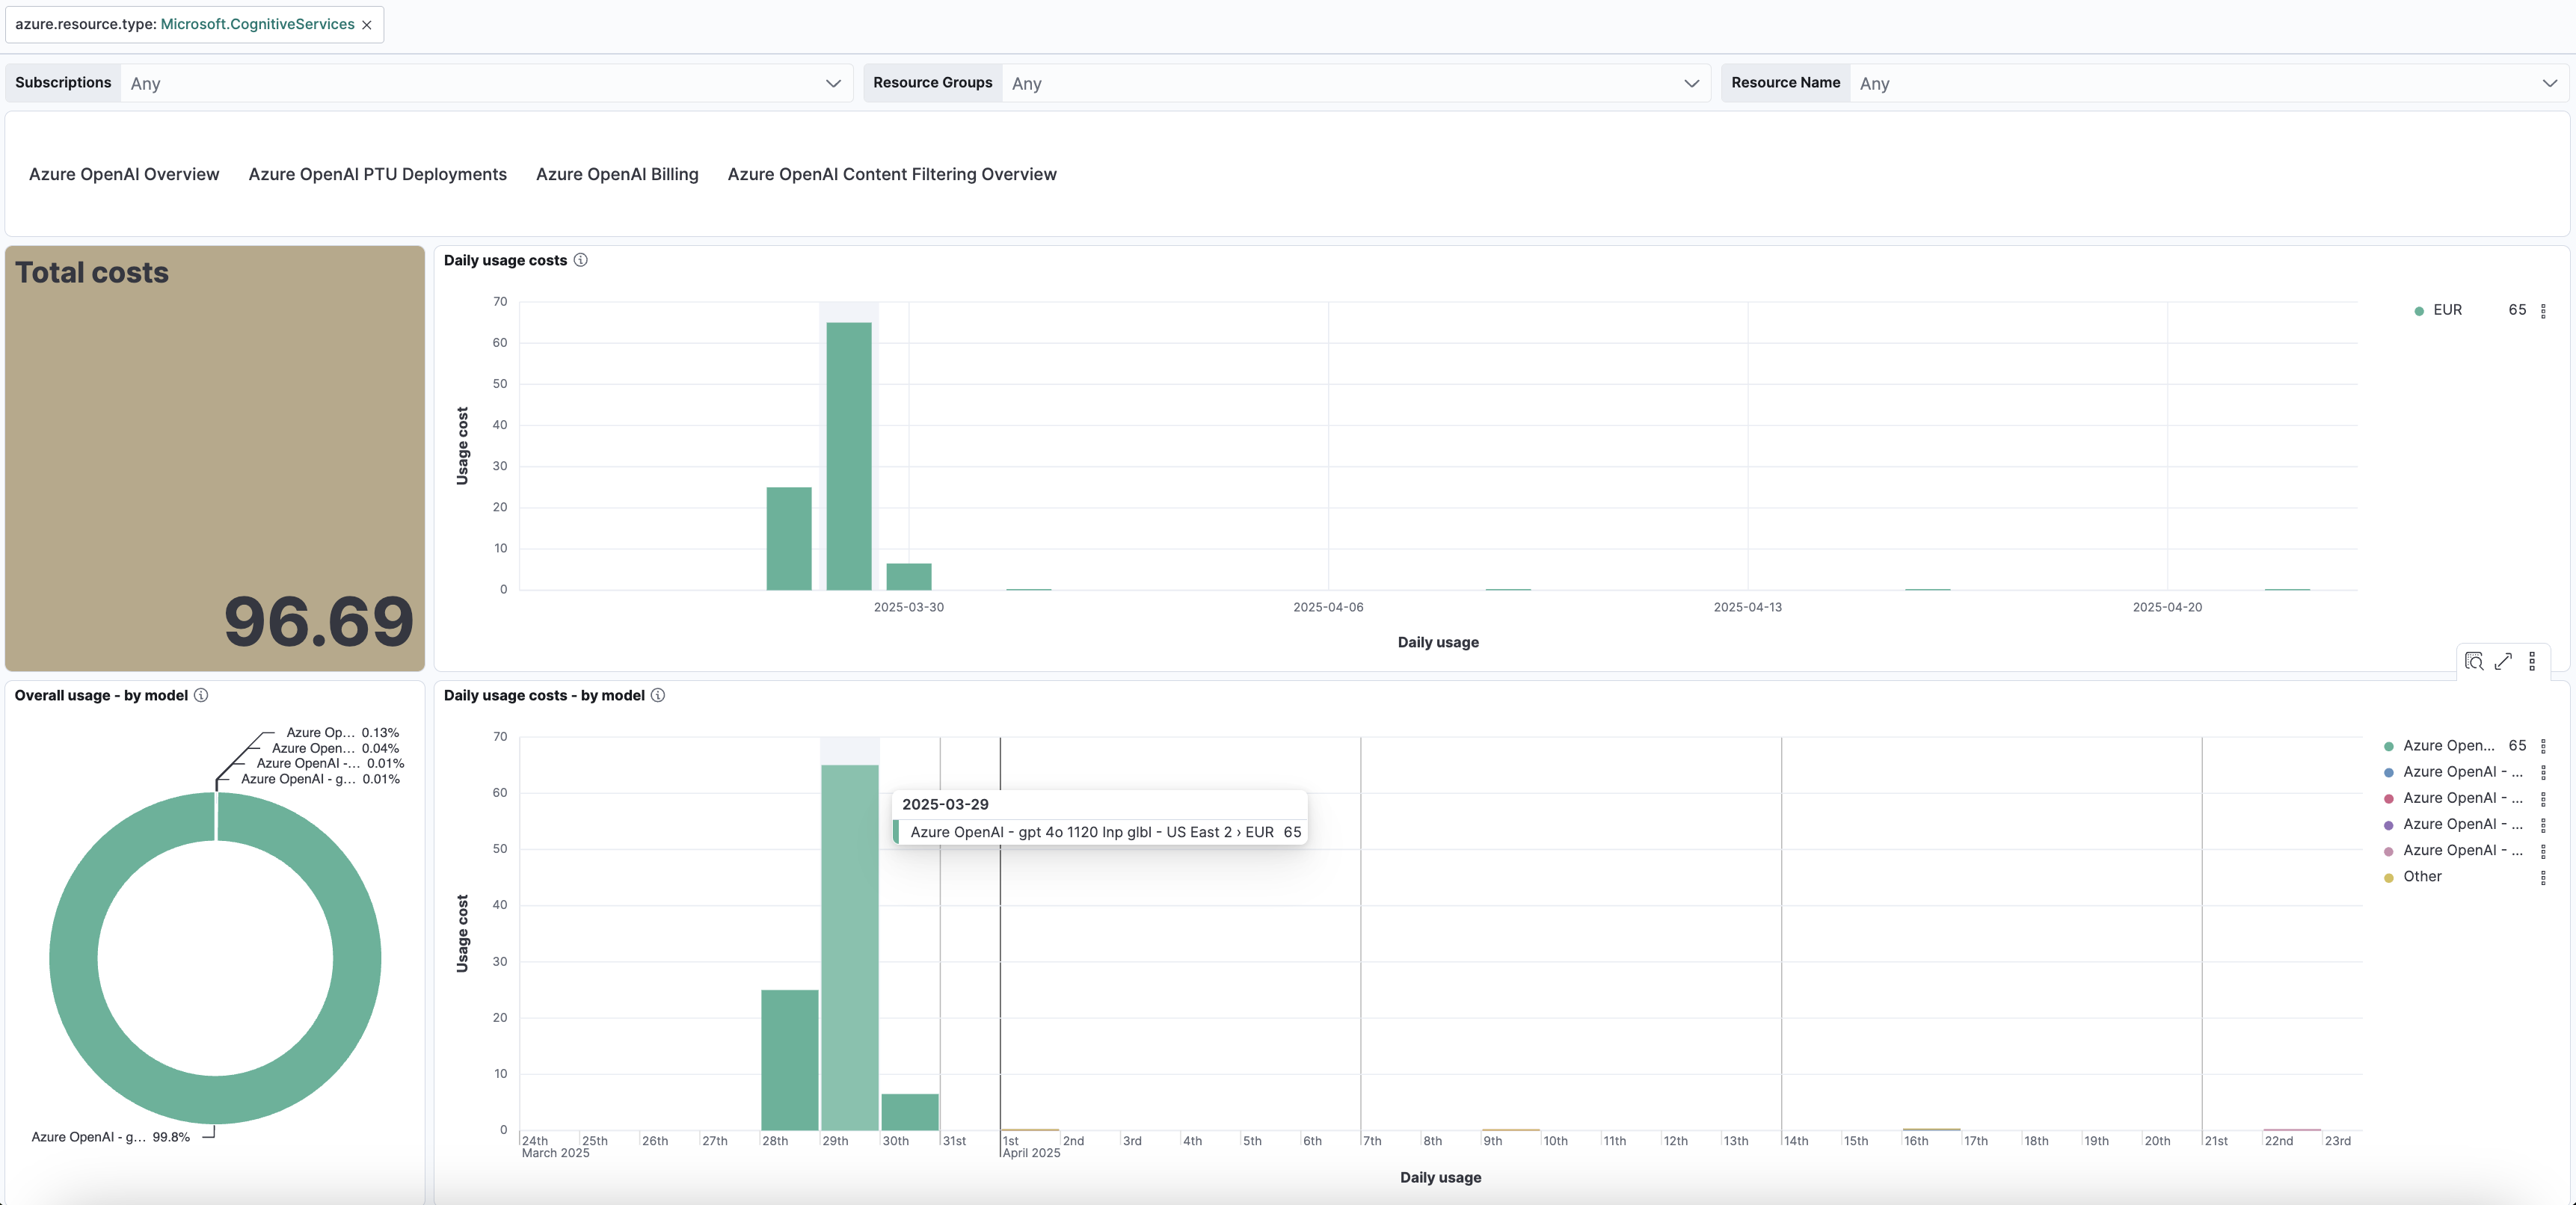 azure.resource.type: Microsoft.CognitiveServices ×
Subscriptions Any
Resource Groups Any
Resource Name Any
Azure OpenAI Overview Azure OpenAI PTU Deployments Azure OpenAI Billing Azure OpenAI Content Filtering Overview
Total costs
96.69
Daily usage costs
70
60
50
40
30
20
10
0
Usage cost
2025-03-30 2025-04-06 2025-04-13 2025-04-20
Daily usage
EUR 65
Overall usage - by model
Azure Op... 0.13%
Azure Open... 0.04%
Azure OpenAI -... 0.01%
Azure OpenAI - g... 0.01%
Azure OpenAI - g... 99.8%
Daily usage costs - by model
70
60
50
40
30
20
10
0
Usage cost
2025-03-29
Azure OpenAI - gpt 4o 1120 Inp glbl - US East 2 › EUR 65
24th 25th 26th 27th 28th 29th 30th 31st 1st 2nd 3rd 4th 5th 6th 7th 8th 9th 10th 11th 12th 13th 14th 15th 16th 17th 18th 19th 20th 21st 22nd 23rd
March 2025 April 2025
Daily usage
Azure Open... 65
Azure OpenAI - ...
Azure OpenAI - ...
Azure OpenAI - ...
Azure OpenAI - ...
Other